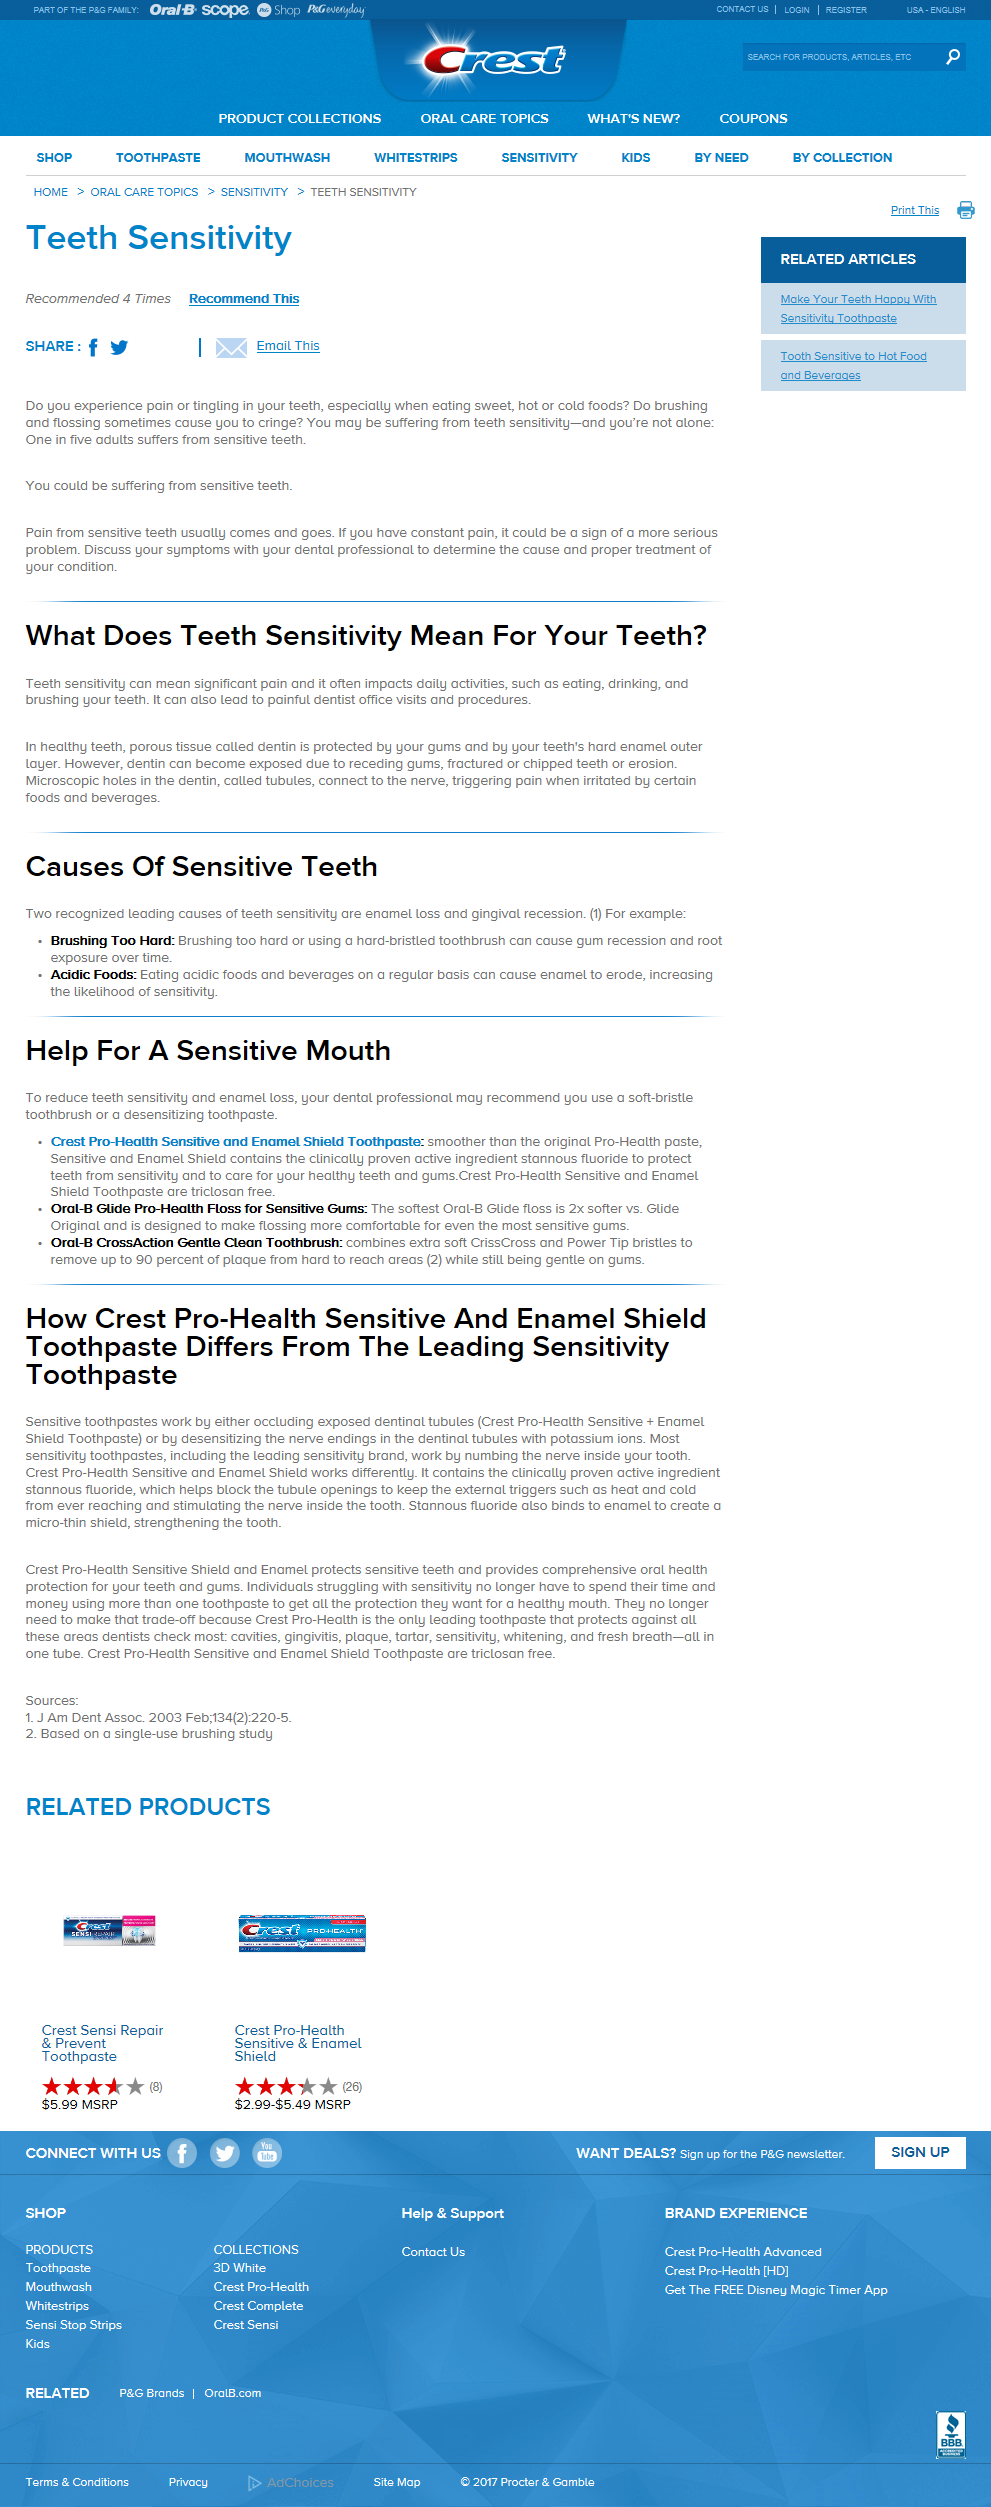 PART OF THE P&G FAMILY: Oral-B scope P&G Shop P&G everyday CONTACT US | LOGIN | REGISTER USA - ENGLISH
Crest
SEARCH FOR PRODUCTS, ARTICLES, ETC
PRODUCT COLLECTIONS ORAL CARE TOPICS WHAT'S NEW? COUPONS
SHOP TOOTHPASTE MOUTHWASH WHITESTRIPS SENSITIVITY KIDS BY NEED BY COLLECTION
HOME > ORAL CARE TOPICS > SENSITIVITY > TEETH SENSITIVITY
Print This
Teeth Sensitivity
RELATED ARTICLES
Make Your Teeth Happy With
Sensitivity Toothpaste
Tooth Sensitive to Hot Food
and Beverages
Recommended 4 Times Recommend This
SHARE : | Email This
Do you experience pain or tingling in your teeth, especially when eating sweet, hot or cold foods? Do brushing
and flossing sometimes cause you to cringe? You may be suffering from teeth sensitivity—and you're not alone:
One in five adults suffers from sensitive teeth.
You could be suffering from sensitive teeth.
Pain from sensitive teeth usually comes and goes. If you have constant pain, it could be a sign of a more serious
problem. Discuss your symptoms with your dental professional to determine the cause and proper treatment of
your condition.
What Does Teeth Sensitivity Mean For Your Teeth?
Teeth sensitivity can mean significant pain and it often impacts daily activities, such as eating, drinking, and
brushing your teeth. It can also lead to painful dentist office visits and procedures.
In healthy teeth, porous tissue called dentin is protected by your gums and by your teeth's hard enamel outer
layer. However, dentin can become exposed due to receding gums, fractured or chipped teeth or erosion.
Microscopic holes in the dentin, called tubules, connect to the nerve, triggering pain when irritated by certain
foods and beverages.
Causes Of Sensitive Teeth
Two recognized leading causes of teeth sensitivity are enamel loss and gingival recession. (1) For example:
• Brushing Too Hard: Brushing too hard or using a hard-bristled toothbrush can cause gum recession and root
exposure over time.
• Acidic Foods: Eating acidic foods and beverages on a regular basis can cause enamel to erode, increasing
the likelihood of sensitivity.
Help For A Sensitive Mouth
To reduce teeth sensitivity and enamel loss, your dental professional may recommend you use a soft-bristle
toothbrush or a desensitizing toothpaste.
• Crest Pro-Health Sensitive and Enamel Shield Toothpaste: smoother than the original Pro-Health paste,
Sensitive and Enamel Shield contains the clinically proven active ingredient stannous fluoride to protect
teeth from sensitivity and to care for your healthy teeth and gums.Crest Pro-Health Sensitive and Enamel
Shield Toothpaste are triclosan free.
• Oral-B Glide Pro-Health Floss for Sensitive Gums: The softest Oral-B Glide floss is 2x softer vs. Glide
Original and is designed to make flossing more comfortable for even the most sensitive gums.
• Oral-B CrossAction Gentle Clean Toothbrush: combines extra soft CrissCross and Power Tip bristles to
remove up to 90 percent of plaque from hard to reach areas (2) while still being gentle on gums.
How Crest Pro-Health Sensitive And Enamel Shield
Toothpaste Differs From The Leading Sensitivity
Toothpaste
Sensitive toothpastes work by either occluding exposed dentinal tubules (Crest Pro-Health Sensitive + Enamel
Shield Toothpaste) or by desensitizing the nerve endings in the dentinal tubules with potassium ions. Most
sensitivity toothpastes, including the leading sensitivity brand, work by numbing the nerve inside your tooth.
Crest Pro-Health Sensitive and Enamel Shield works differently. It contains the clinically proven active ingredient
stannous fluoride, which helps block the tubule openings to keep the external triggers such as heat and cold
from ever reaching and stimulating the nerve inside the tooth. Stannous fluoride also binds to enamel to create a
micro-thin shield, strengthening the tooth.
Crest Pro-Health Sensitive Shield and Enamel protects sensitive teeth and provides comprehensive oral health
protection for your teeth and gums. Individuals struggling with sensitivity no longer have to spend their time and
money using more than one toothpaste to get all the protection they want for a healthy mouth. They no longer
need to make that trade-off because Crest Pro-Health is the only leading toothpaste that protects against all
these areas dentists check most: cavities, gingivitis, plaque, tartar, sensitivity, whitening, and fresh breath—all in
one tube. Crest Pro-Health Sensitive and Enamel Shield Toothpaste are triclosan free.
Sources:
1. J Am Dent Assoc. 2003 Feb;134(2):220-5.
2. Based on a single-use brushing study
RELATED PRODUCTS
Crest
SENSI REPAIR
Crest PRO-HEALTH
Crest Sensi Repair
& Prevent
Toothpaste
(8)
$5.99 MSRP
Crest Pro-Health
Sensitive & Enamel
Shield
(26)
$2.99-$5.49 MSRP
CONNECT WITH US You Tube WANT DEALS? Sign up for the P&G newsletter. SIGN UP
SHOP
PRODUCTS
Toothpaste
Mouthwash
Whitestrips
Sensi Stop Strips
Kids
COLLECTIONS
3D White
Crest Pro-Health
Crest Complete
Crest Sensi
Help & Support
Contact Us
BRAND EXPERIENCE
Crest Pro-Health Advanced
Crest Pro-Health [HD]
Get The FREE Disney Magic Timer App
RELATED P&G Brands | OralB.com
BBB
ACCREDITED
BUSINESS
Terms & Conditions Privacy AdChoices Site Map © 2017 Procter & Gamble